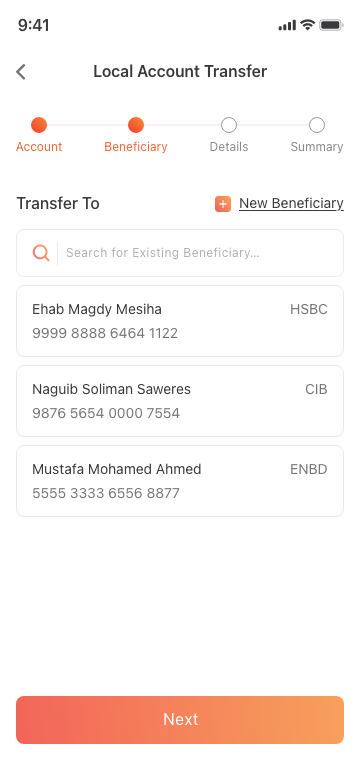 9:41
Local Account Transfer
Account Beneficiary Details Summary
Transfer To New Beneficiary
Search for Existing Beneficiary...
Ehab Magdy Mesiha HSBC
9999 8888 6464 1122
Naguib Soliman Saweres CIB
9876 5654 0000 7554
Mustafa Mohamed Ahmed ENBD
5555 3333 6556 8877
Next